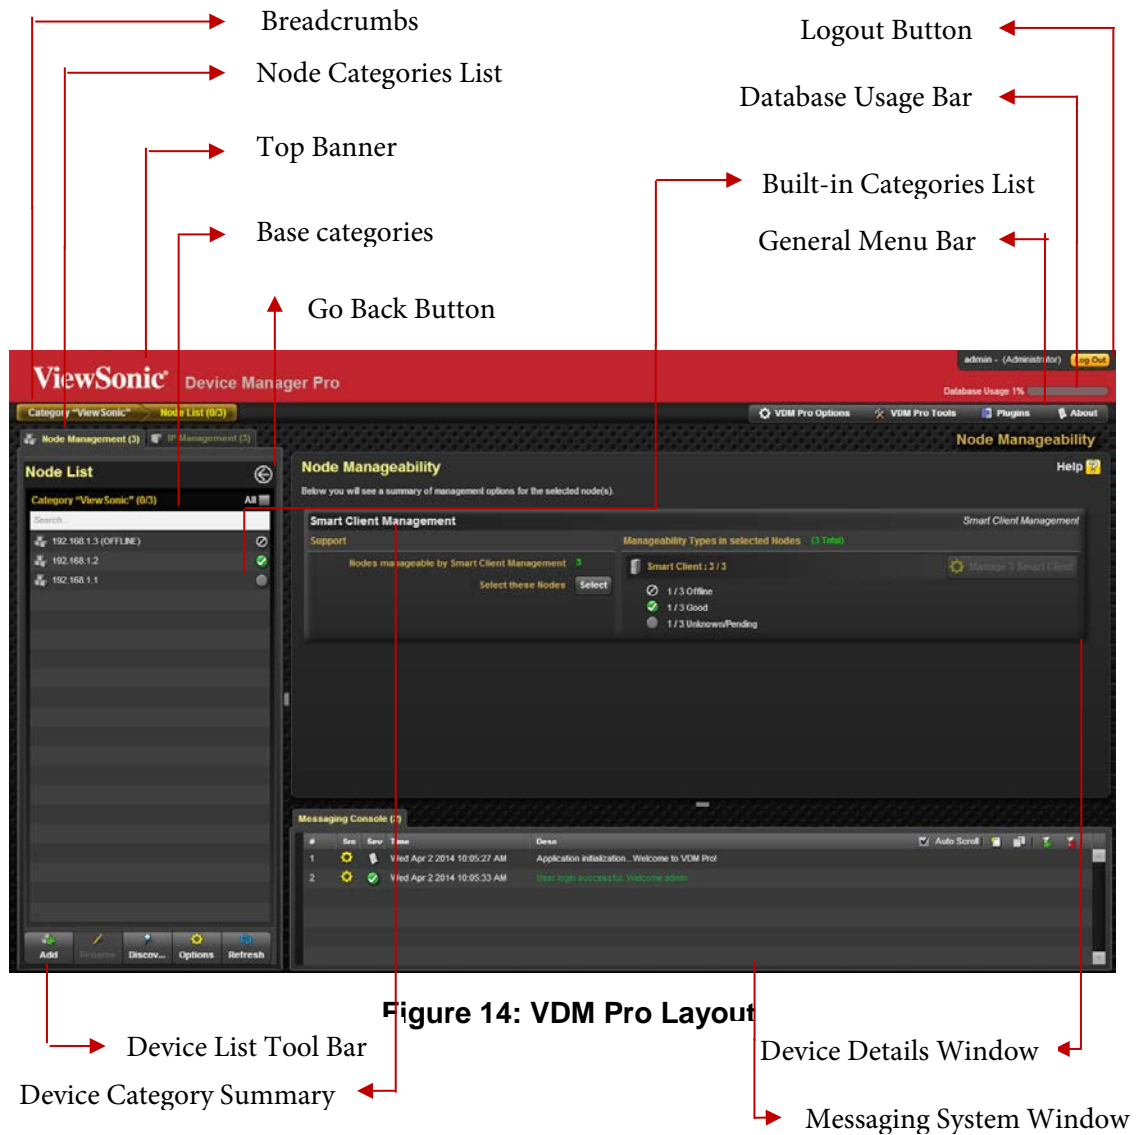 Breadcrumbs
Logout Button
Node Categories List
Database Usage Bar
Top Banner
Built-in Categories List
Base categories
General Menu Bar
Go Back Button
admin - (Administrator) Log Out
ViewSonic® Device Manager Pro
Database Usage 1%
Category "ViewSonic" Node List (0/3)
VDM Pro Options VDM Pro Tools Plugins About
Node Management (3) IP Management (3)
Node Manageability
Node List
Node Manageability
Help
Below you will see a summary of management options for the selected node(s).
Category "ViewSonic" (0/3) All
Search...
Smart Client Management
Smart Client Management
192.168.1.3 (OFFLINE)
Support
Manageability Types in selected Nodes (3 Total)
192.168.1.2
Nodes manageable by Smart Client Management 3
Smart Client : 3 / 3
Manage 3 Smart Client
192.168.1.1
Select these Nodes Select
1 / 3 Offline
1 / 3 Good
1 / 3 Unknown/Pending
Messaging Console (2)
# Src Sev Time Desc Auto Scroll
1 Wed Apr 2 2014 10:05:27 AM Application initialization...Welcome to VDM Pro!
2 Wed Apr 2 2014 10:05:33 AM User login successful. Welcome admin
Add Rename Discov... Options Refresh
Figure 14: VDM Pro Layout
Device List Tool Bar
Device Details Window
Device Category Summary
Messaging System Window